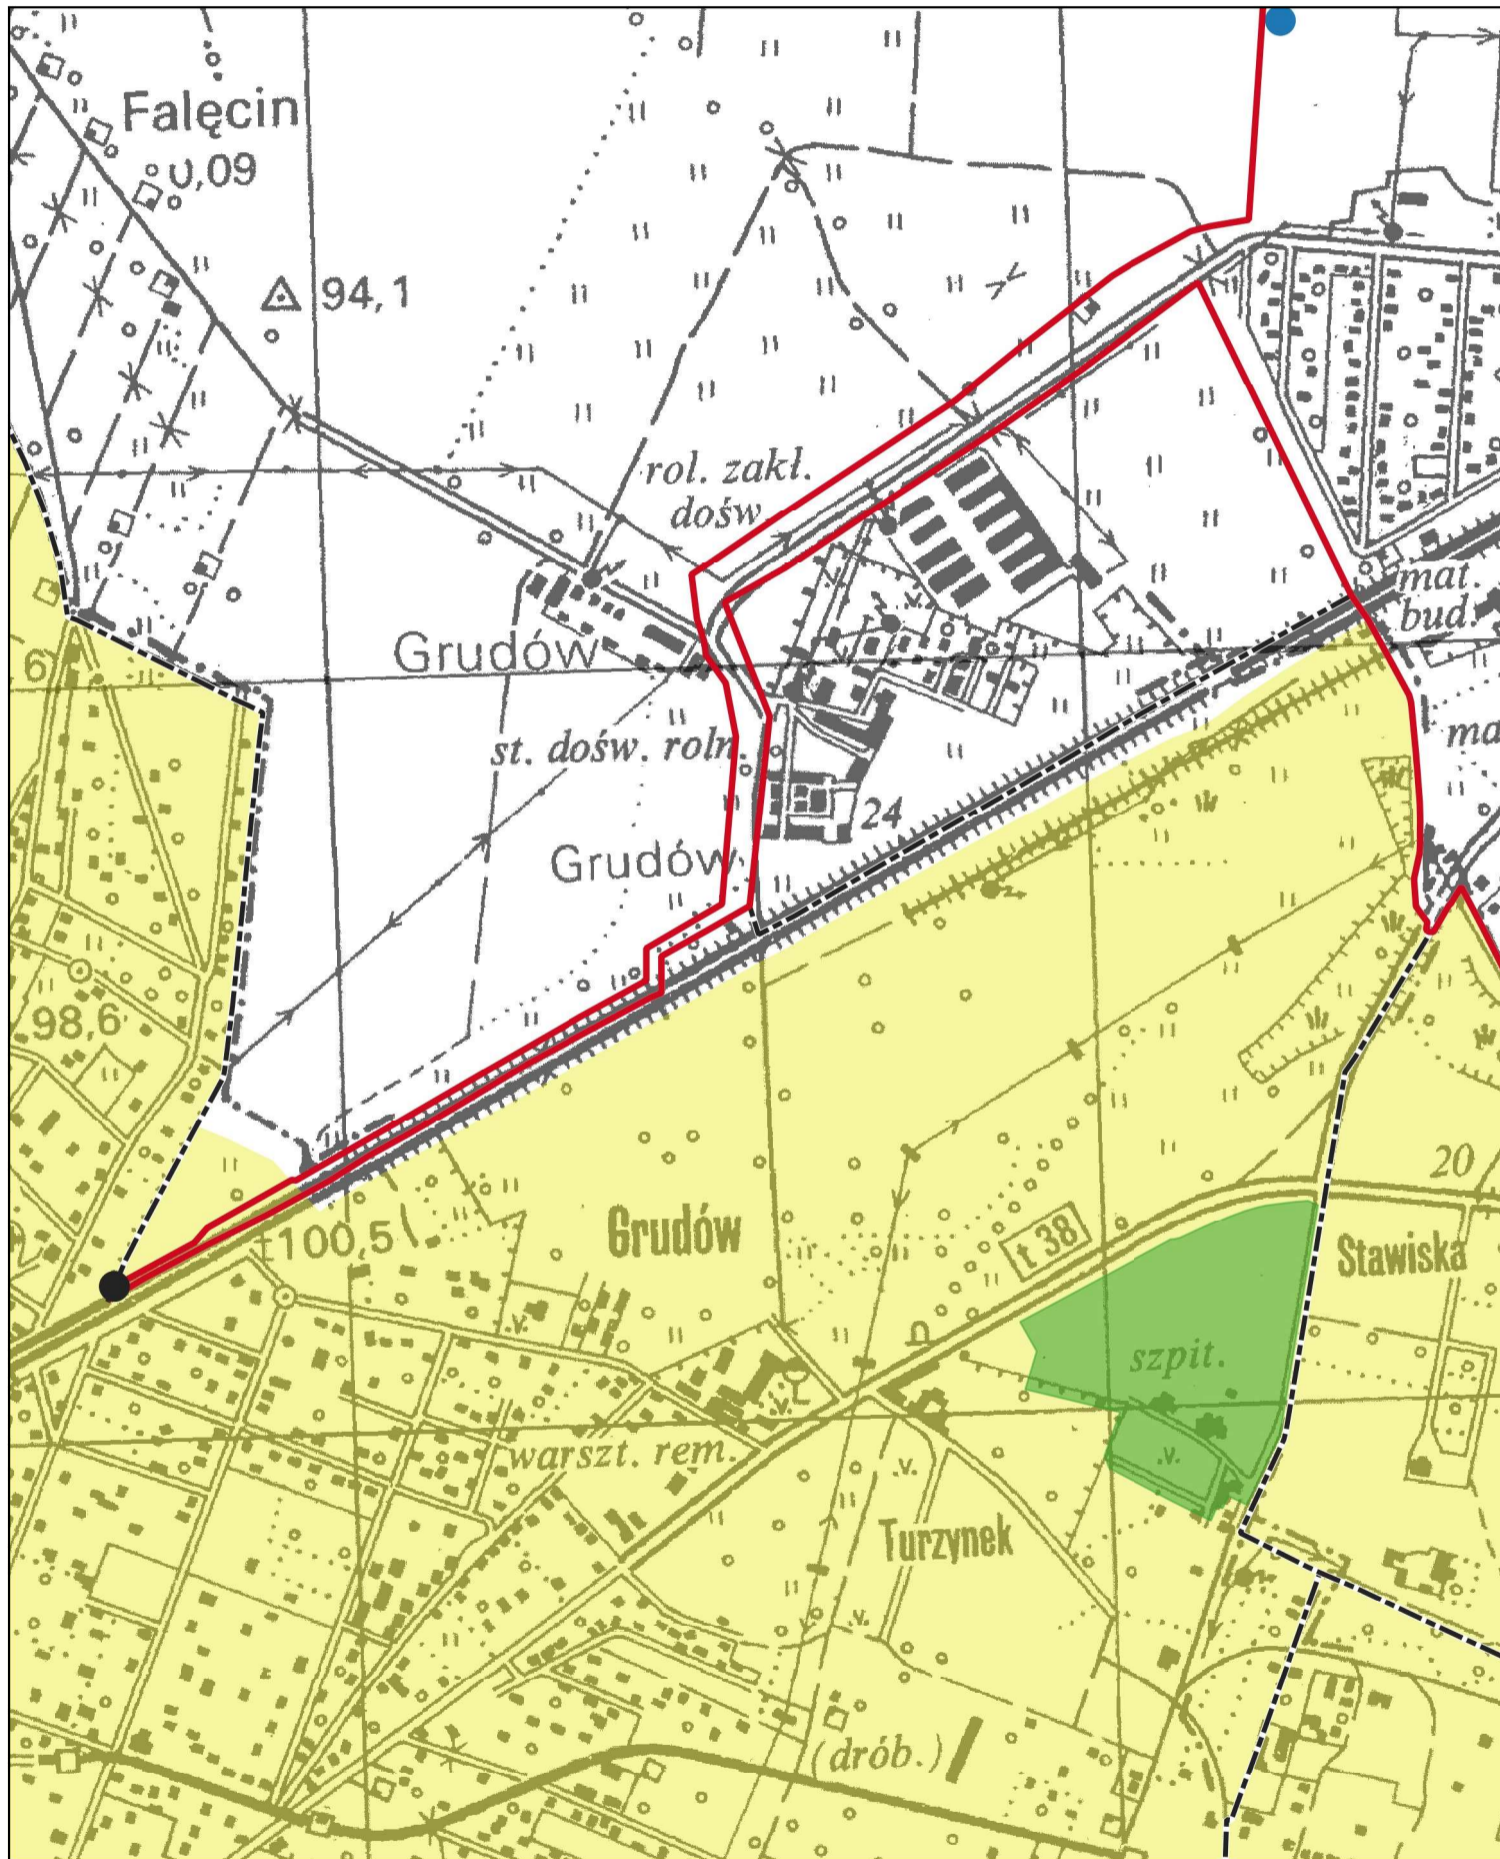 Falęcin
0,09
94,1
rol. zakł.
dośw
mat.
bud.
Grudów
6
st. dośw. roln.
ma
24
Grudów
98,6
20
100,5
Grudów
t 38
Stawiska
szpit.
warsz­t. rem.
Turzynek
(drób.)